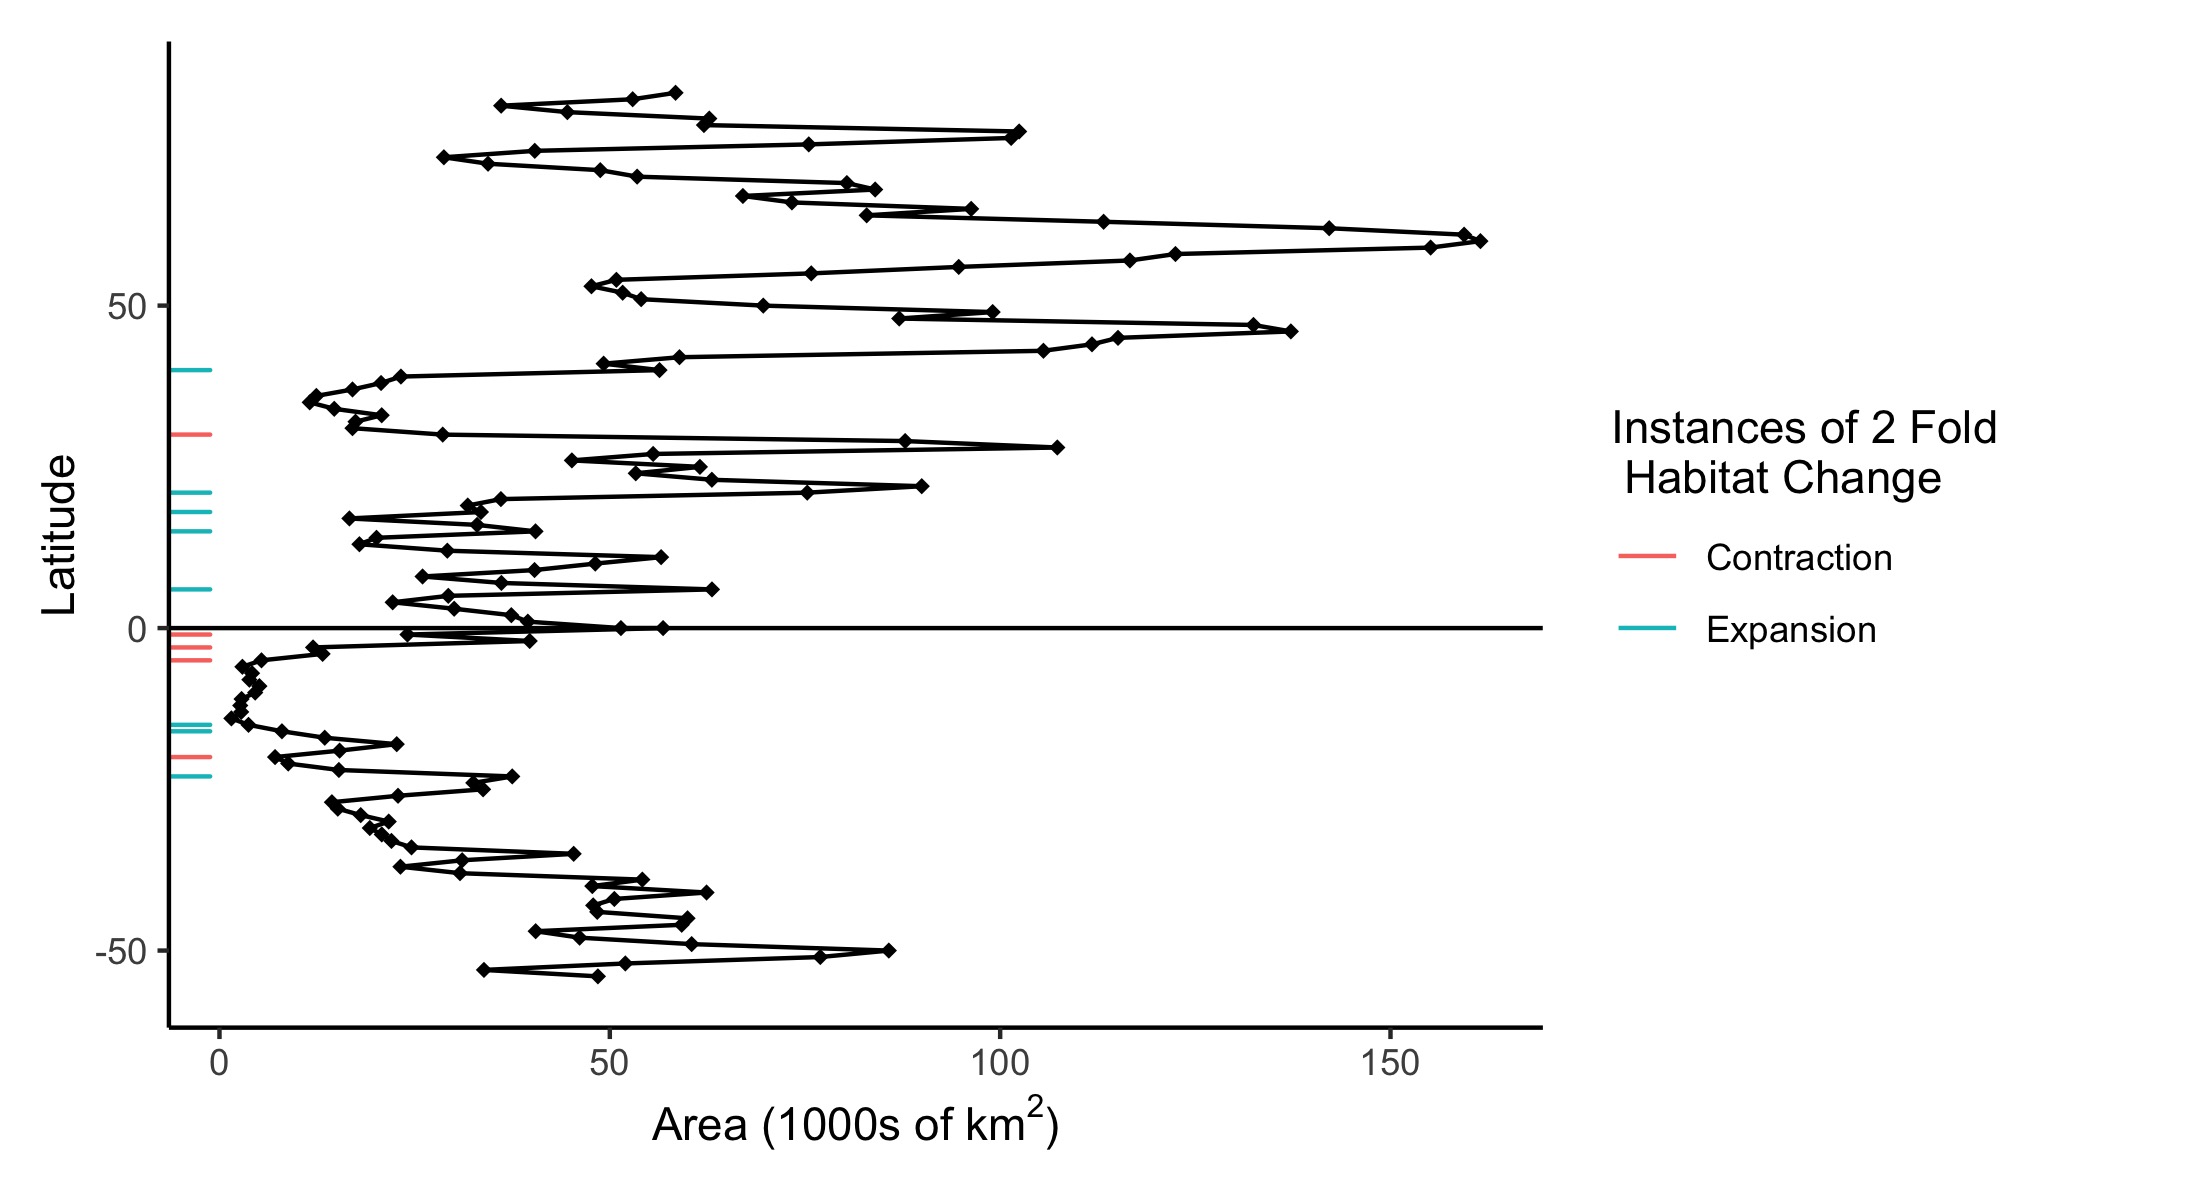 Latitude
50
0
-50
0
50
100
150
Area (1000s of km²)
Instances of 2 Fold
Habitat Change
Contraction
Expansion